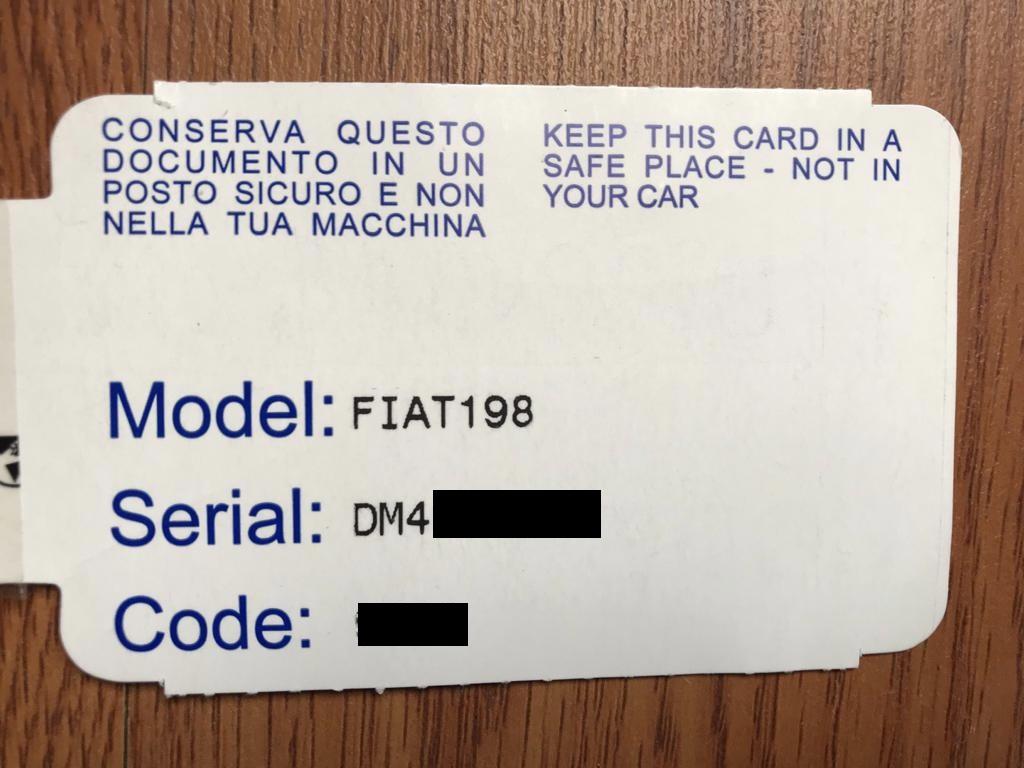 CONSERVA QUESTO
DOCUMENTO IN UN
POSTO SICURO E NON
NELLA TUA MACCHINA
KEEP THIS CARD IN A
SAFE PLACE - NOT IN
YOUR CAR
Model: FIAT198
Serial: DM4
Code: